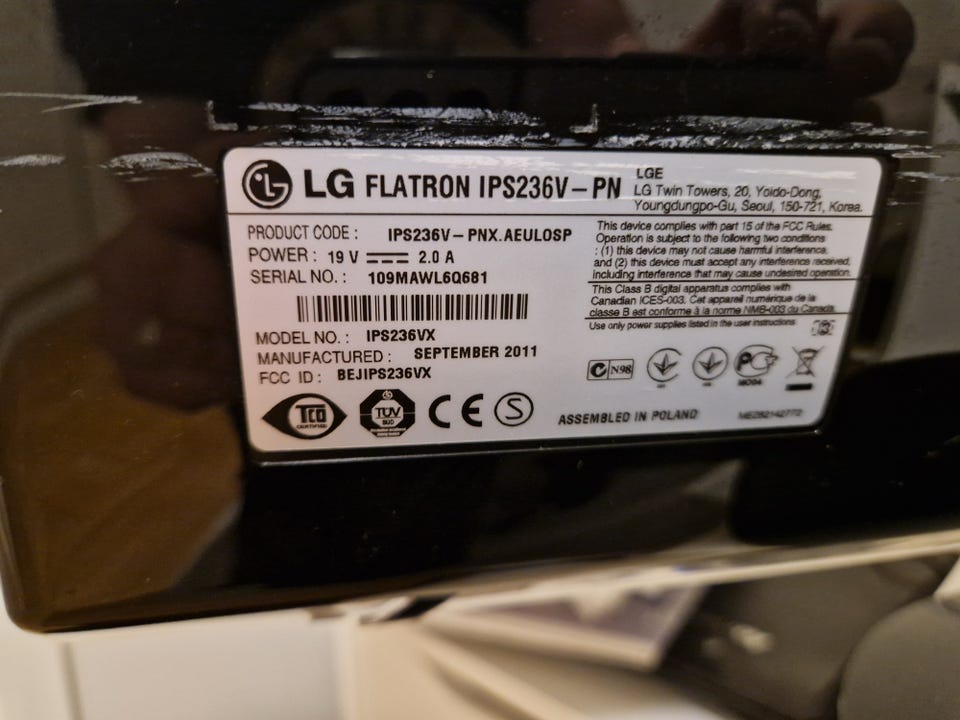 LG FLATRON IPS236V-PN
LGE
LG Twin Towers, 20, Yoido-Dong,
Youngdungpo-Gu, Seoul, 150-721, Korea.
PRODUCT CODE : IPS236V-PNX.AEULOSP
POWER : 19 V 2.0 A
SERIAL NO. : 109MAWL6Q681
MODEL NO. : IPS236VX
MANUFACTURED : SEPTEMBER 2011
FCC ID : BEJIPS236VX
This device complies with part 15 of the FCC Rules.
Operation is subject to the following two conditions
: (1) this device may not cause harmful interference,
and (2) this device must accept any interference received,
including interference that may cause undesired operation.
This Class B digital apparatus complies with
Canadian ICES-003. Cet appareil numérique de la
classe B est conforme à la norme NMB-003 du Canada.
Use only power supplies listed in the user instructions.
N98
TCO
CERTIFIED
TÜV
SÜD
CE
S
ASSEMBLED IN POLAND